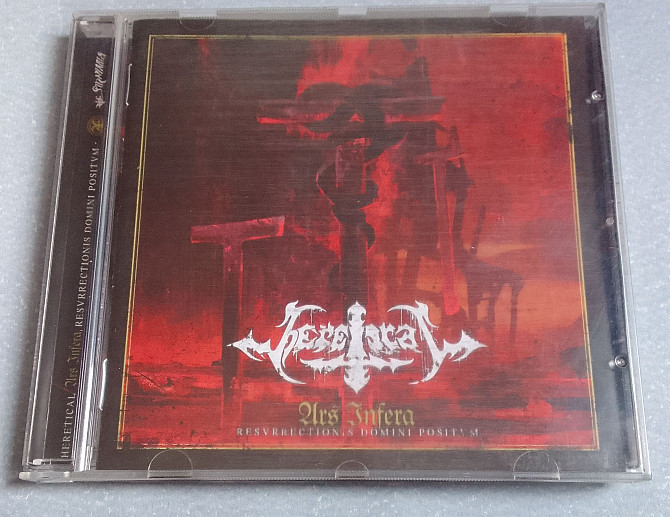 heretical
Ars Infera
RESVRRECTIONIS DOMINI POSITVM
HERETICAL Ars Infera, RESVRRECTIONIS DOMINI POSITVM